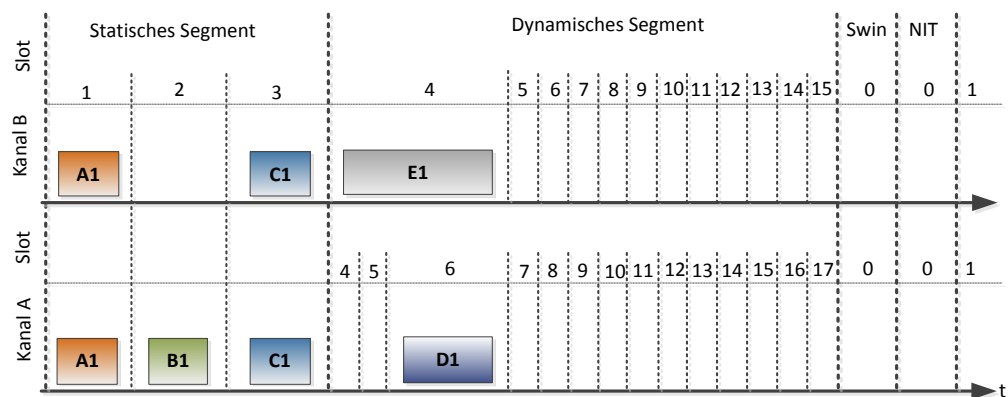 Statisches Segment Dynamisches Segment Swin NIT
Slot
1 2 3 4 5 6 7 8 9 10 11 12 13 14 15 0 0 1
Kanal B
A1 C1 E1
Slot
4 5 6 7 8 9 10 11 12 13 14 15 16 17 0 0 1
Kanal A
A1 B1 C1 D1
t